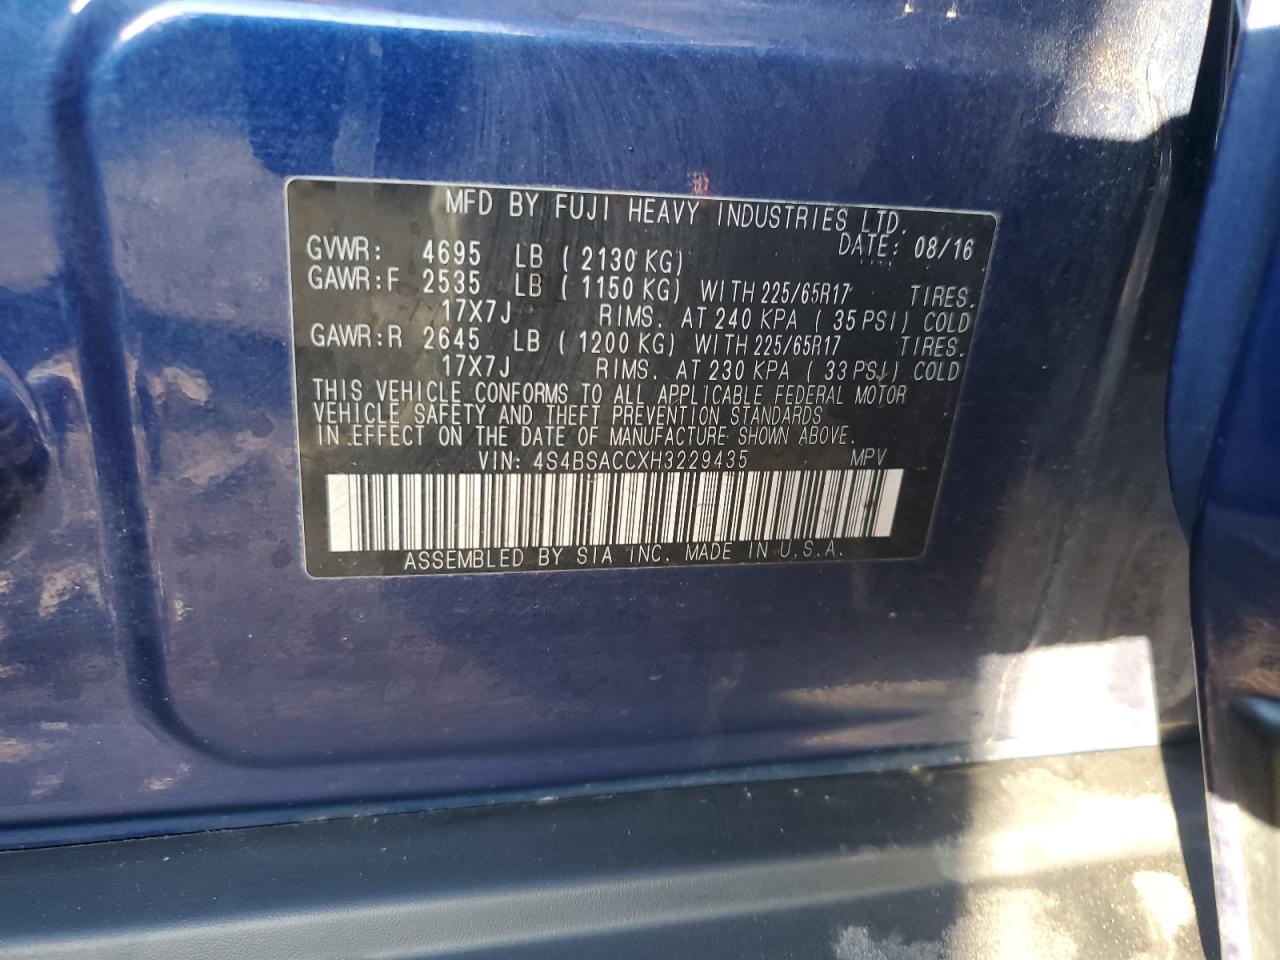 MFD BY FUJI HEAVY INDUSTRIES LTD.
DATE: 08/16
GVWR: 4695 LB ( 2130 KG)
GAWR:F 2535 LB ( 1150 KG) WITH 225/65R17 TIRES.
17X7J RIMS. AT 240 KPA ( 35 PSI) COLD
GAWR:R 2645 LB ( 1200 KG) WITH 225/65R17 TIRES.
17X7J RIMS. AT 230 KPA ( 33 PSI) COLD
THIS VEHICLE CONFORMS TO ALL APPLICABLE FEDERAL MOTOR
VEHICLE SAFETY AND THEFT PREVENTION STANDARDS
IN EFFECT ON THE DATE OF MANUFACTURE SHOWN ABOVE.
VIN: 4S4BSACCXH3229435 MPV
ASSEMBLED BY SIA INC. MADE IN U.S.A.